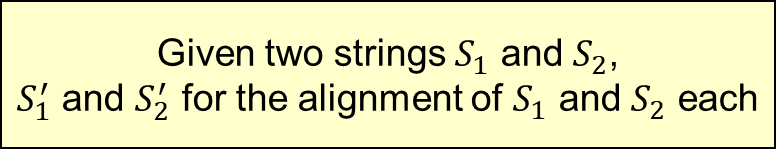 Given two strings S₁ and S₂,
S₁′ and S₂′ for the alignment of S₁ and S₂ each